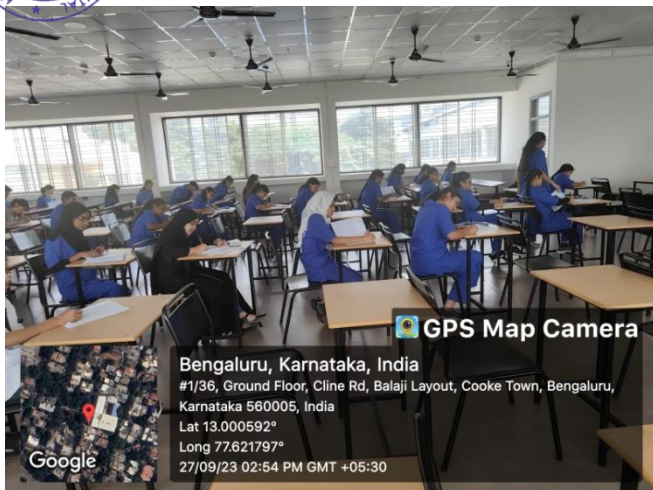 GPS Map Camera
Bengaluru, Karnataka, India
#1/36, Ground Floor, Cline Rd, Balaji Layout, Cooke Town, Bengaluru,
Karnataka 560005, India
Lat 13.000592°
Long 77.621797°
27/09/23 02:54 PM GMT +05:30
Google